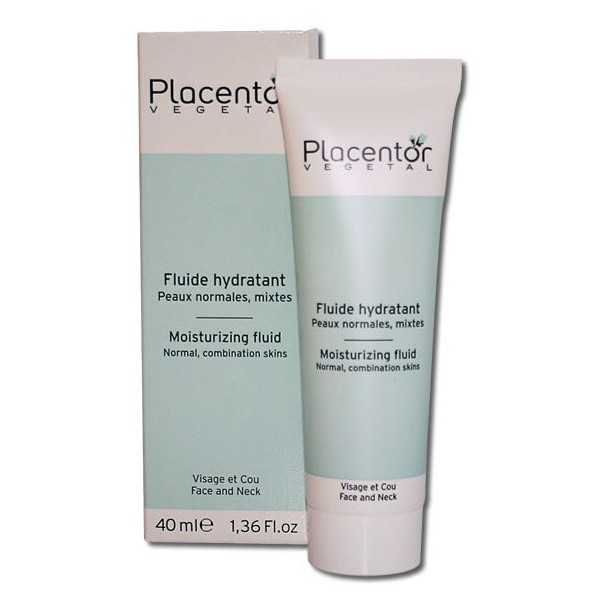 Placentor
VEGETAL
Fluide hydratant
Peaux normales, mixtes
Moisturizing fluid
Normal, combination skins
Visage et Cou
Face and Neck
40 ml℮ 1,36 Fl.oz
Placentor
VEGETAL
Fluide hydratant
Peaux normales, mixtes
Moisturizing fluid
Normal, combination skins
Visage et Cou
Face and Neck